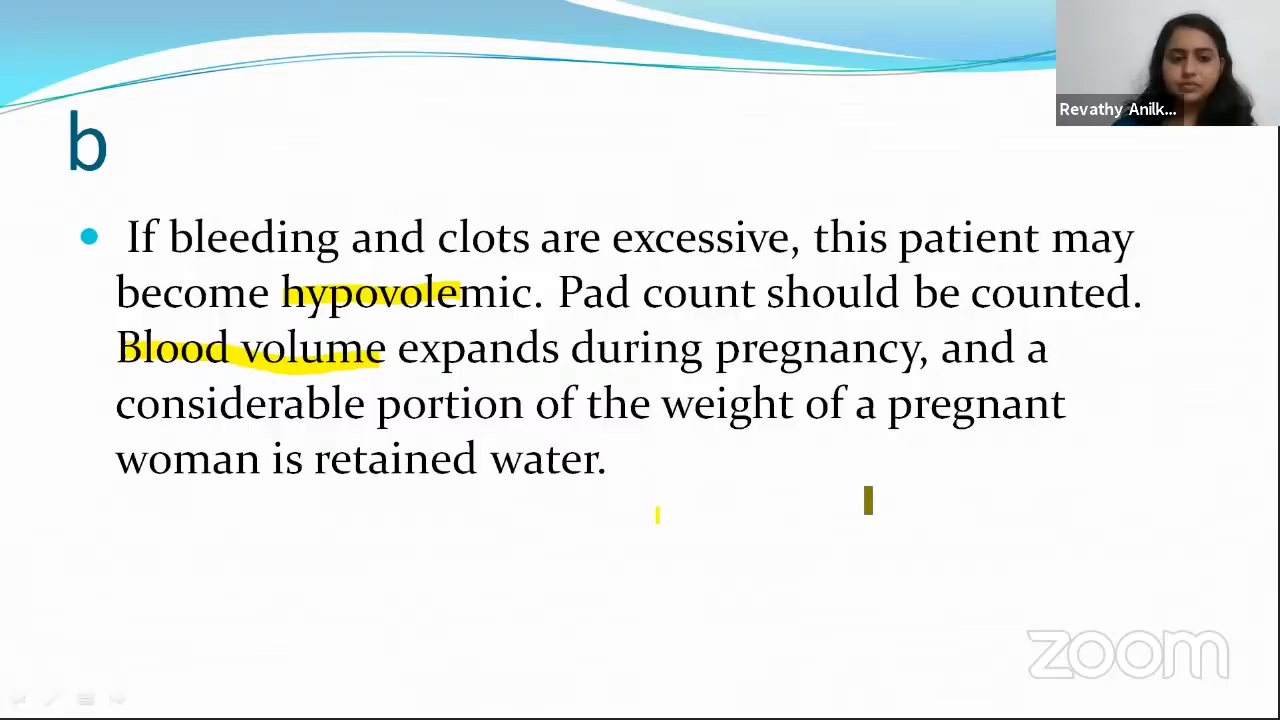 Revathy Anilk...
b
If bleeding and clots are excessive, this patient may
become hypovolemic. Pad count should be counted.
Blood volume expands during pregnancy, and a
considerable portion of the weight of a pregnant
woman is retained water.
zoom